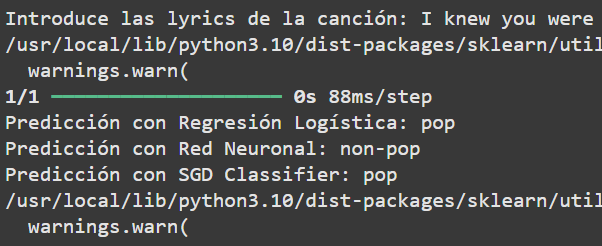 Introduce las lyrics de la canción: I knew you were
/usr/local/lib/python3.10/dist-packages/sklearn/util
warnings.warn(
1/1 ━━━━━━━━━━━━━━━━━━━━ 0s 88ms/step
Predicción con Regresión Logística: pop
Predicción con Red Neuronal: non-pop
Predicción con SGD Classifier: pop
/usr/local/lib/python3.10/dist-packages/sklearn/util
warnings.warn(